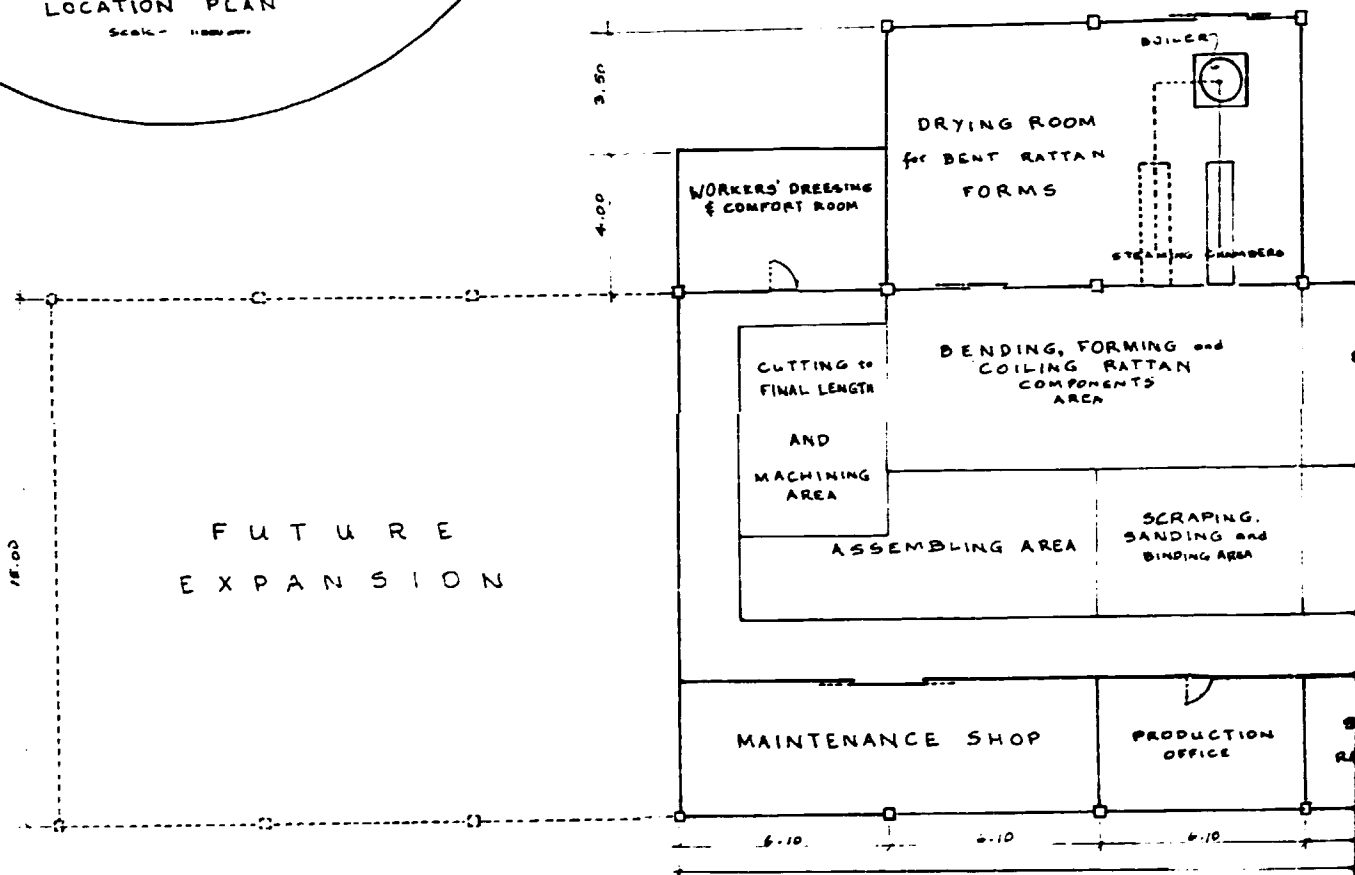 LOCATION PLAN
Scale -
3.50
4.00
BOILER
DRYING ROOM
for BENT RATTAN
FORMS
STEAMING CHAMBERS
WORKERS' DRESSING
& COMFORT ROOM
CUTTING to
FINAL LENGTH
AND
MACHINING
AREA
BENDING, FORMING and
COILING RATTAN
COMPONENTS
AREA
ASSEMBLING AREA
SCRAPING,
SANDING and
BINDING AREA
FUTURE
EXPANSION
MAINTENANCE SHOP
PRODUCTION
OFFICE
6.10 6.10 6.10